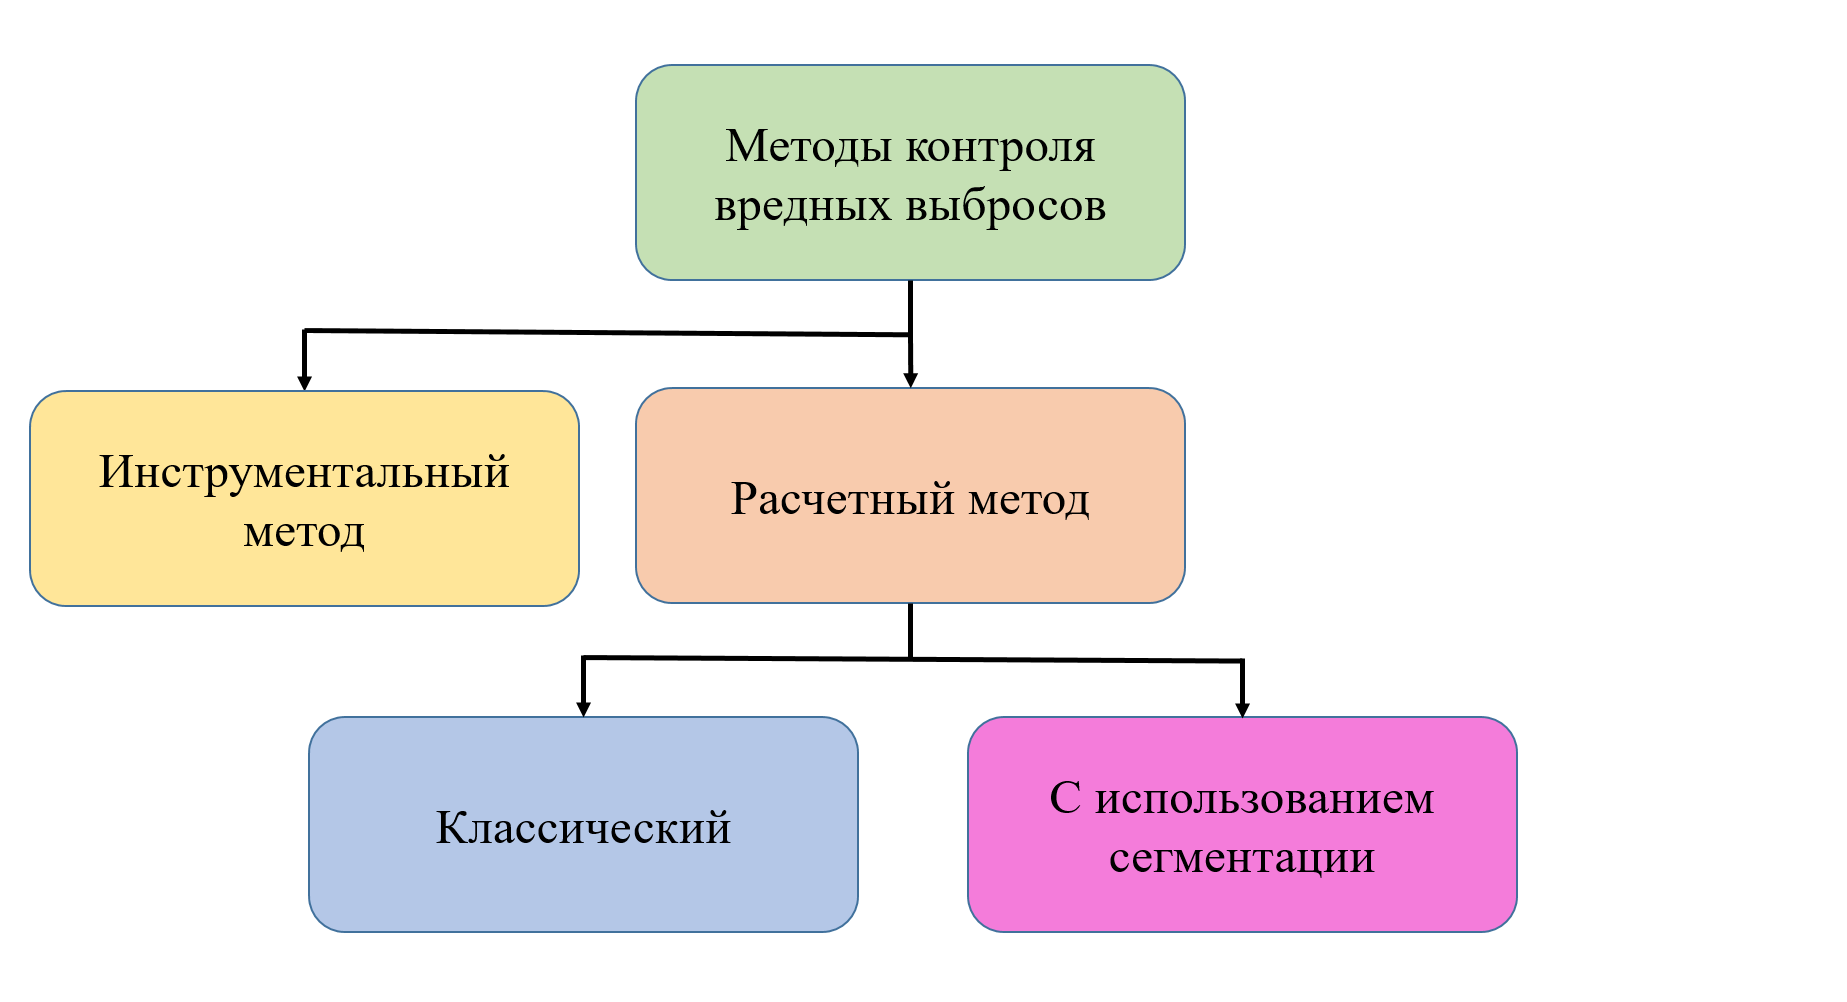 Методы контроля
вредных выбросов
Инструментальный
метод
Расчетный метод
Классический
С использованием
сегментации